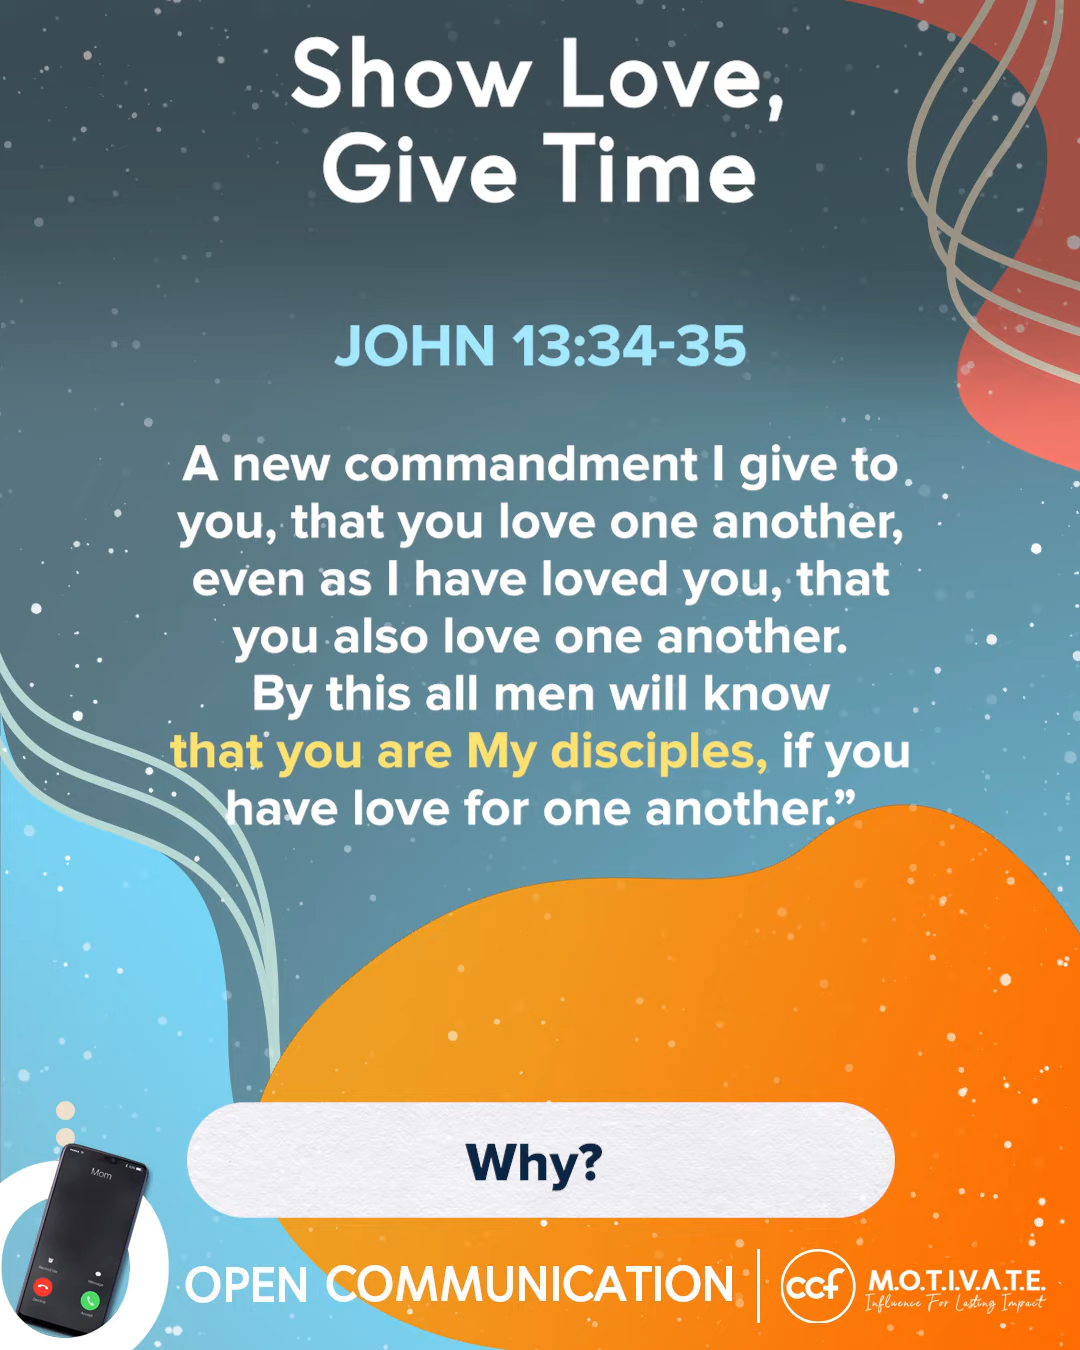 Show Love,
Give Time
JOHN 13:34-35
A new commandment I give to
you, that you love one another,
even as I have loved you, that
you also love one another.
By this all men will know
that you are My disciples, if you
have love for one another.”
Why?
Mom
OPEN COMMUNICATION
ccf
M.O.T.I.V.A.T.E.
Influence For Lasting Impact